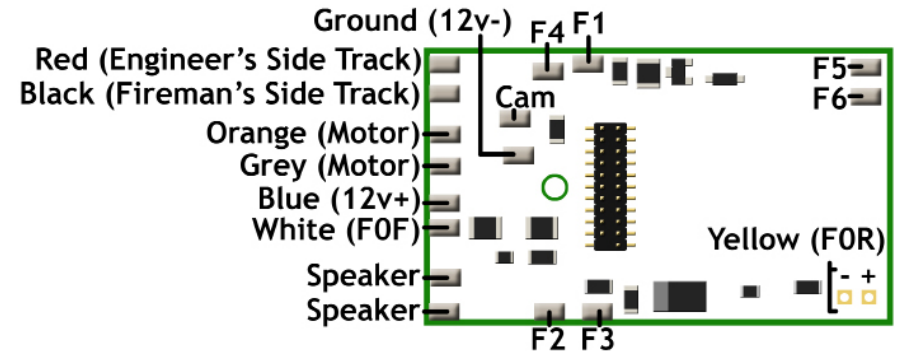 Ground (12v-)
F4
F1
Red (Engineer's Side Track)
F5
Black (Fireman's Side Track)
Cam
F6
Orange (Motor)
Grey (Motor)
Blue (12v+)
White (F0F)
Yellow (F0R)
Speaker
- +
Speaker
F2
F3